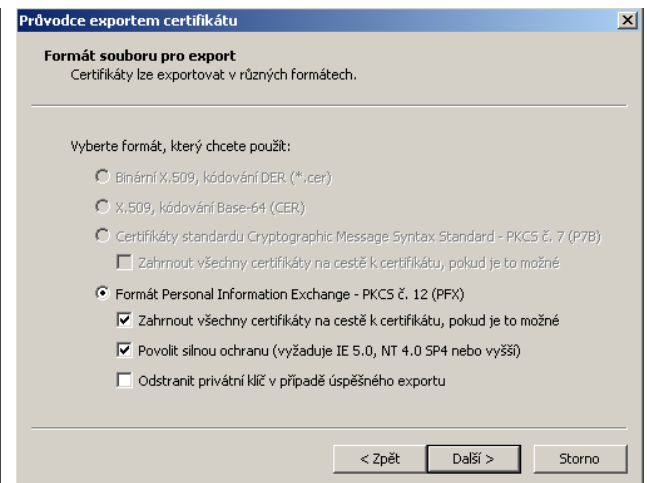 Průvodce exportem certifikátu
Formát souboru pro export
Certifikáty lze exportovat v různých formátech.
Vyberte formát, který chcete použít:
Binární X.509, kódování DER (*.cer)
X.509, kódování Base-64 (CER)
Certifikáty standardu Cryptographic Message Syntax Standard - PKCS č. 7 (P7B)
Zahrnout všechny certifikáty na cestě k certifikátu, pokud je to možné
Formát Personal Information Exchange - PKCS č. 12 (PFX)
Zahrnout všechny certifikáty na cestě k certifikátu, pokud je to možné
Povolit silnou ochranu (vyžaduje IE 5.0, NT 4.0 SP4 nebo vyšší)
Odstranit privátní klíč v případě úspěšného exportu
< Zpět
Další >
Storno